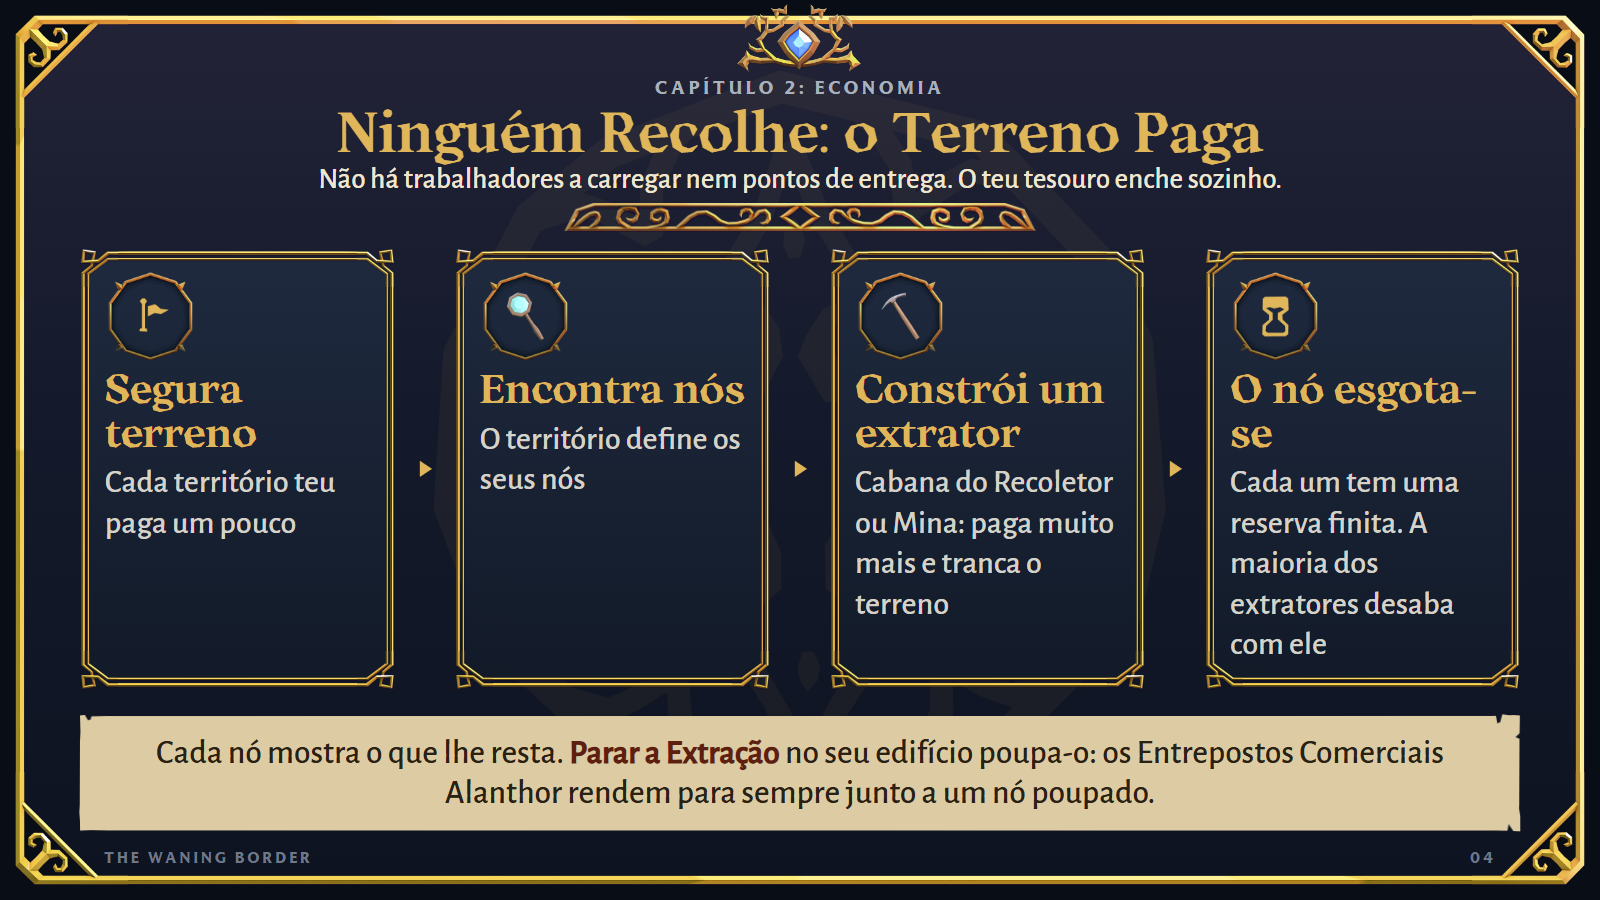 CAPÍTULO 2: ECONOMIA
Ninguém Recolhe: o Terreno Paga
Não há trabalhadores a carregar nem pontos de entrega. O teu tesouro enche sozinho.
Segura
terreno
Cada território teu
paga um pouco
Encontra nós
O território define os
seus nós
Constrói um
extrator
Cabana do Recoletor
ou Mina: paga muito
mais e tranca o
terreno
O nó esgota-
se
Cada um tem uma
reserva finita. A
maioria dos
extratores desaba
com ele
Cada nó mostra o que lhe resta. Parar a Extração no seu edifício poupa-o: os Entrepostos Comerciais
Alanthor rendem para sempre junto a um nó poupado.
THE WANING BORDER
04